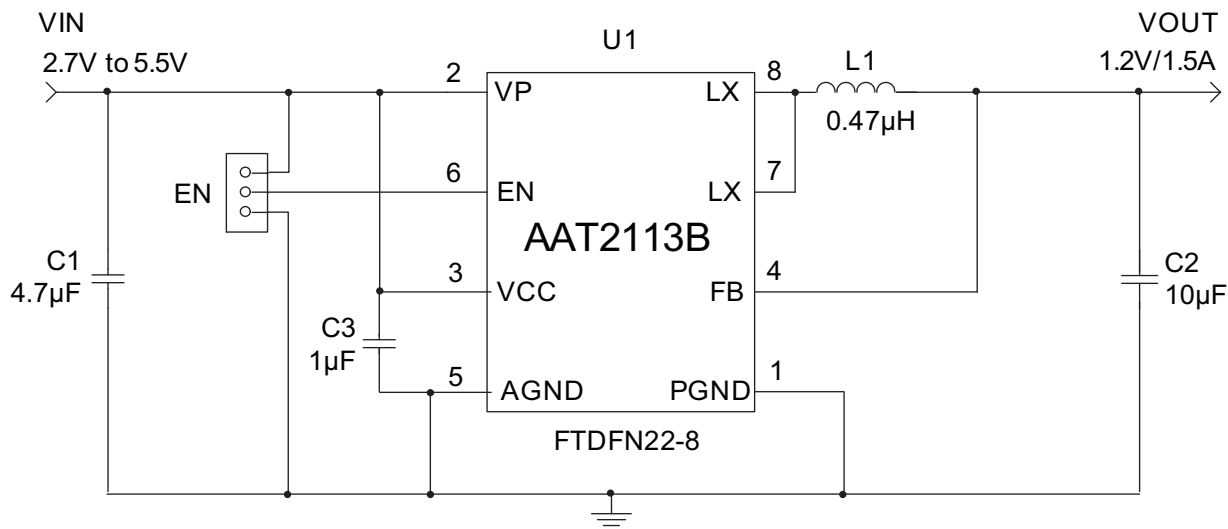 VIN
2.7V to 5.5V
U1
VOUT
1.2V/1.5A
2
VP
LX
8
L1
0.47µH
EN
6
EN
LX
7
AAT2113B
C1
4.7µF
3
VCC
FB
4
C2
10µF
C3
1µF
5
AGND
PGND
1
FTDFN22-8